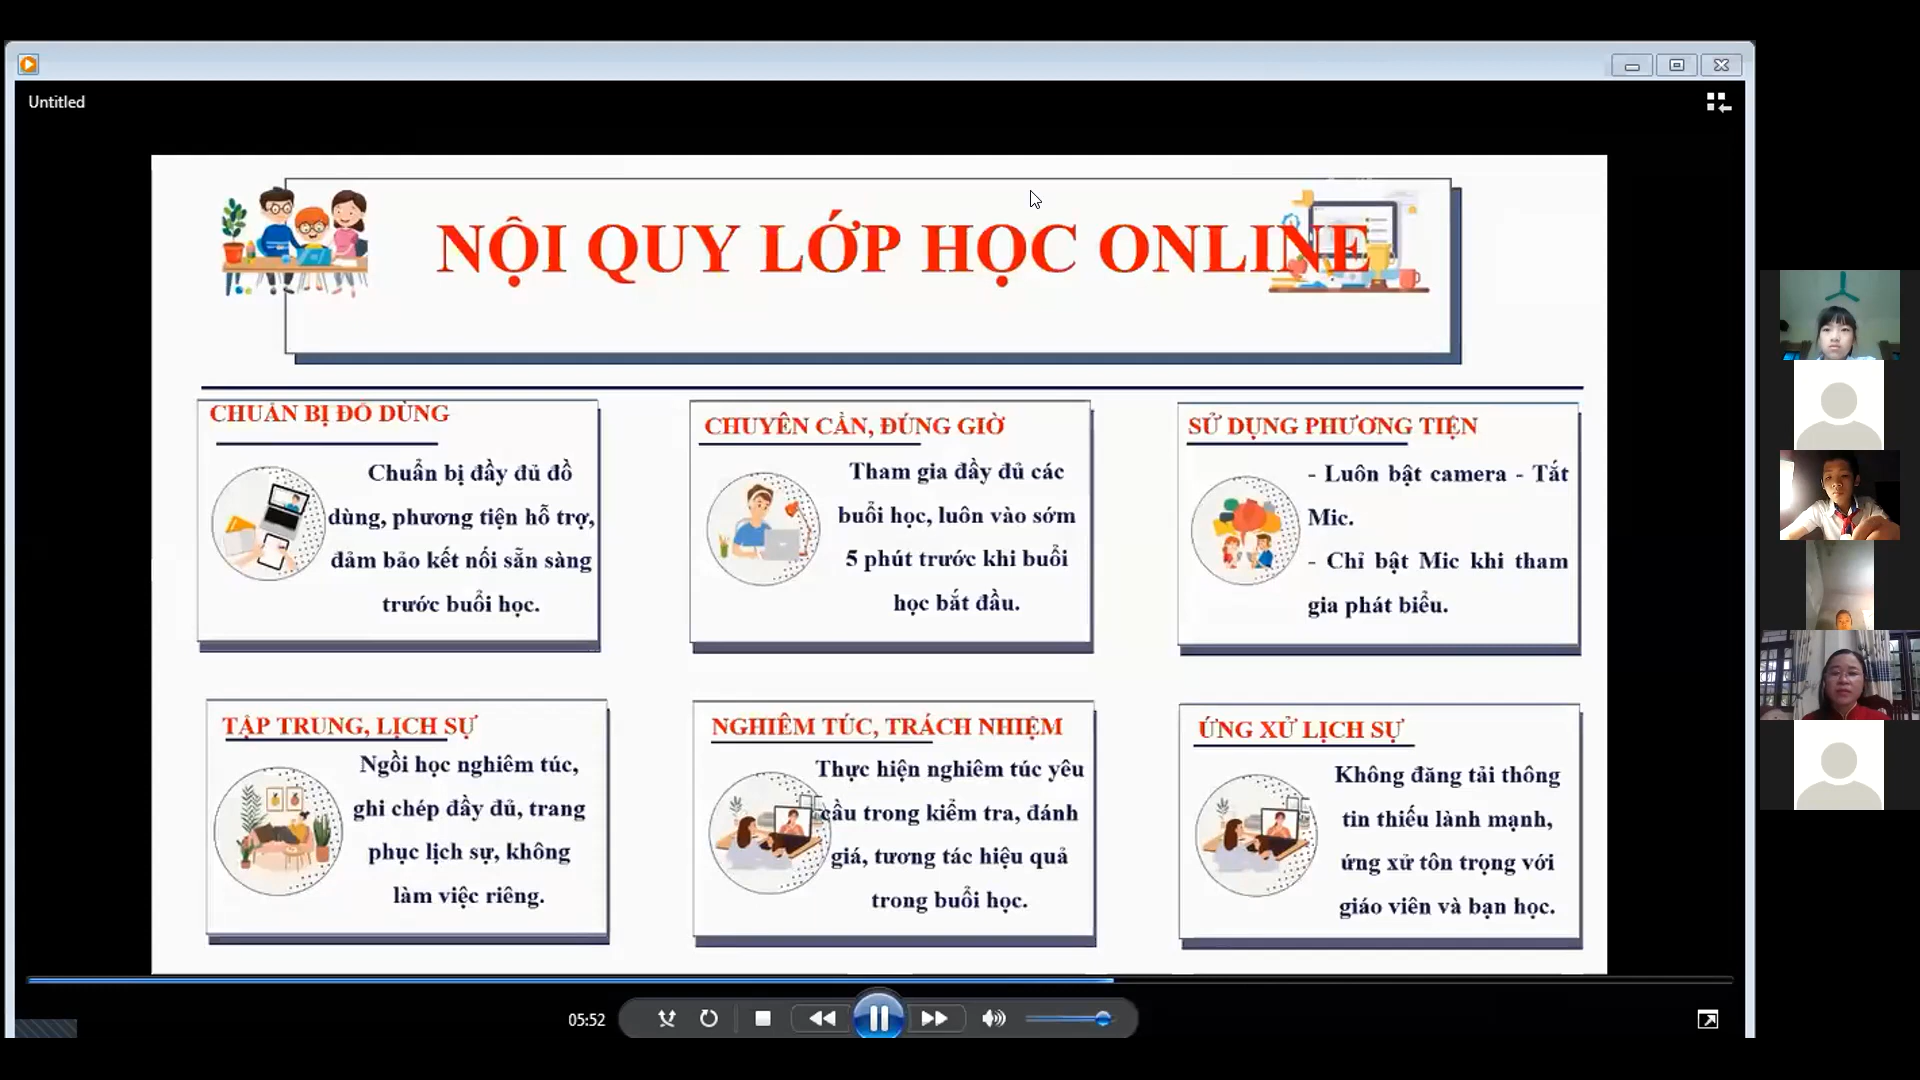 Untitled
NỘI QUY LỚP HỌC ONLINE
CHUẨN BỊ ĐỒ DÙNG
Chuẩn bị đầy đủ đồ
dùng, phương tiện hỗ trợ,
đảm bảo kết nối sẵn sàng
trước buổi học.
CHUYÊN CẦN, ĐÚNG GIỜ
Tham gia đầy đủ các
buổi học, luôn vào sớm
5 phút trước khi buổi
học bắt đầu.
SỬ DỤNG PHƯƠNG TIỆN
- Luôn bật camera - Tắt
Mic.
- Chỉ bật Mic khi tham
gia phát biểu.
TẬP TRUNG, LỊCH SỰ
Ngồi học nghiêm túc,
ghi chép đầy đủ, trang
phục lịch sự, không
làm việc riêng.
NGHIÊM TÚC, TRÁCH NHIỆM
Thực hiện nghiêm túc yêu
cầu trong kiểm tra, đánh
giá, tương tác hiệu quả
trong buổi học.
ỨNG XỬ LỊCH SỰ
Không đăng tải thông
tin thiếu lành mạnh,
ứng xử tôn trọng với
giáo viên và bạn học.
05:52